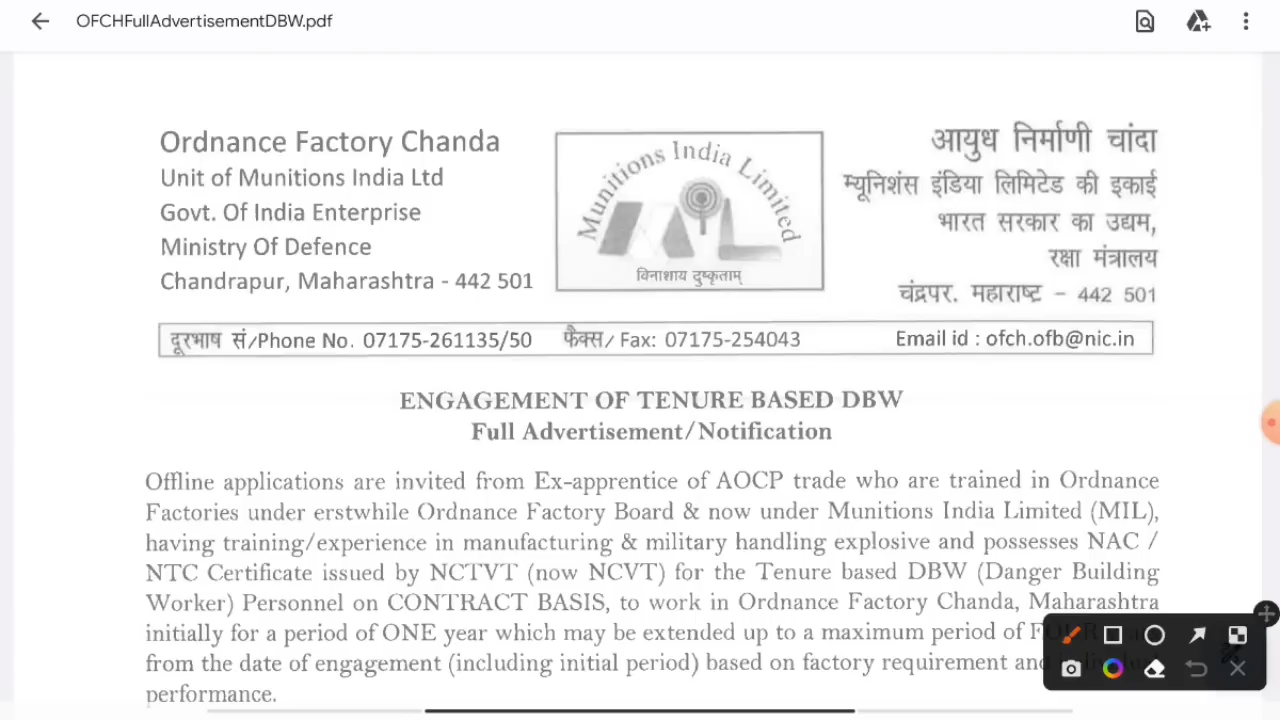 OFCHFullAdvertisementDBW.pdf
Ordnance Factory Chanda
Unit of Munitions India Ltd
Govt. Of India Enterprise
Ministry Of Defence
Chandrapur, Maharashtra - 442 501
Munitions India Limited
विनाशाय दुष्कृताम्
आयुध निर्माणी चांदा
म्यूनिशंस इंडिया लिमिटेड की इकाई
भारत सरकार का उद्यम,
रक्षा मंत्रालय
चंद्रपर. महाराष्ट – 442 501
दूरभाष सं/Phone No. 07175-261135/50 फैक्स/ Fax: 07175-254043 Email id : ofch.ofb@nic.in
ENGAGEMENT OF TENURE BASED DBW
Full Advertisement/Notification
Offline applications are invited from Ex-apprentice of AOCP trade who are trained in Ordnance
Factories under erstwhile Ordnance Factory Board & now under Munitions India Limited (MIL),
having training/experience in manufacturing & military handling explosive and possesses NAC /
NTC Certificate issued by NCTVT (now NCVT) for the Tenure based DBW (Danger Building
Worker) Personnel on CONTRACT BASIS, to work in Ordnance Factory Chanda, Maharashtra
initially for a period of ONE year which may be extended up to a maximum period of
from the date of engagement (including initial period) based on factory requirement and
performance.